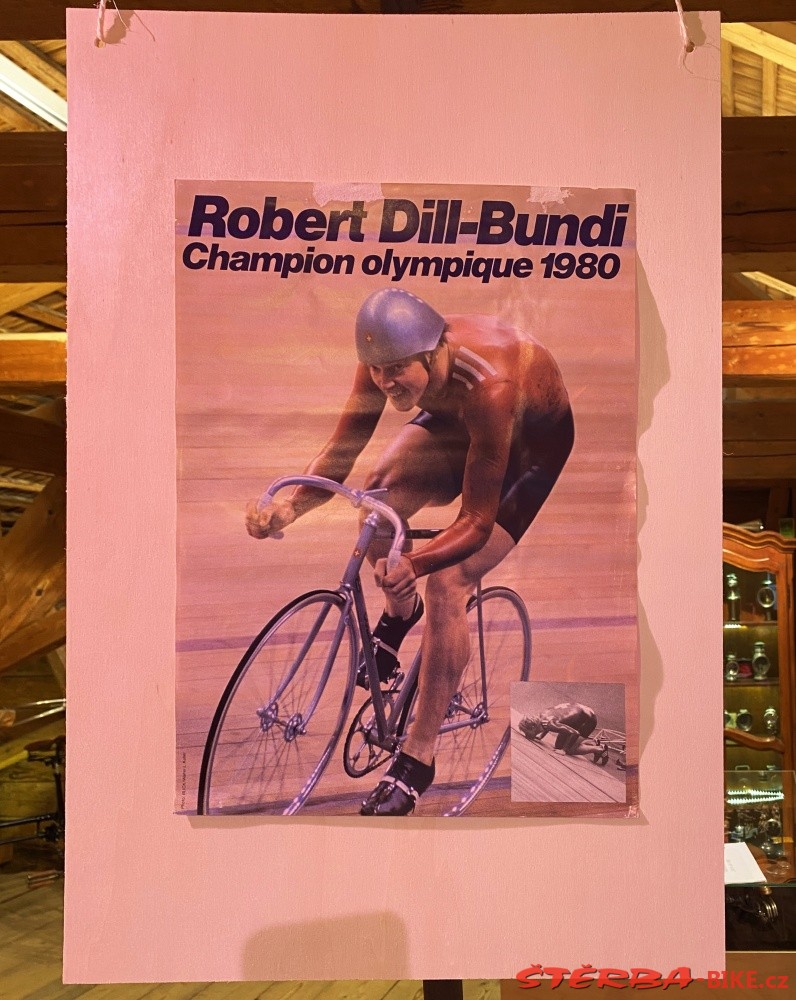 Robert Dill-Bundi
Champion olympique 1980
ŠTĚRBA-BIKE.cz